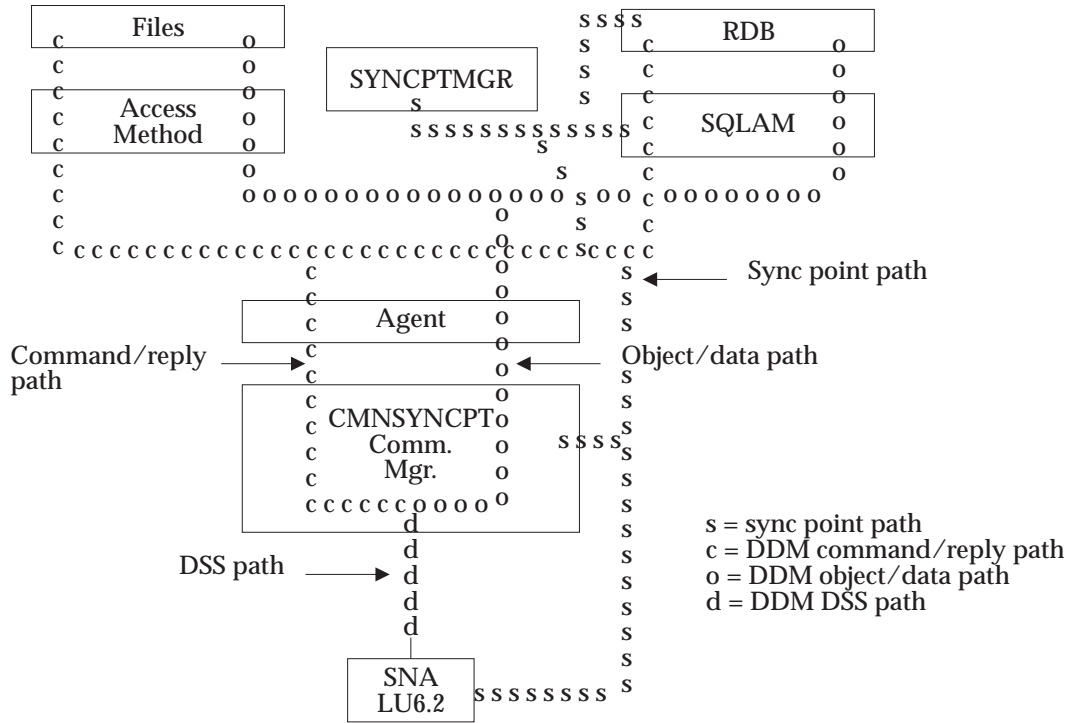 s s s s
Files
RDB
c o s c o
SYNCPTMGR
c o s c o
Access
Method
SQLAM
c o s s c o
s s s s s s s s s s s s s
c o s c o
c o s c o
c o o o o o o o o o o o o o o o s o o c o o o o o o o o
c o s c
c c c c c c c c c c c c c c c c c c c c c c c c c c s c c c c
Sync point path
c o s
Agent
c o s
Command/reply
path
Object/data path
c o s
CMNSYNCPT
Comm.
Mgr.
c o s s s s s
c c c c c c o o o o o
d s
DSS path
d s
d s
d s
d s
s = sync point path
c = DDM command/reply path
o = DDM object/data path
d = DDM DSS path
SNA
LU6.2
s s s s s s s s s